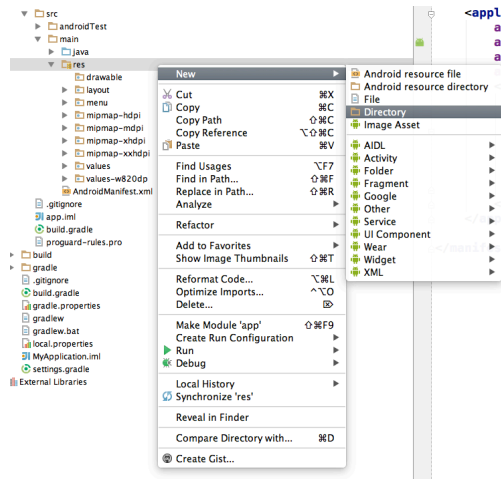 src
androidTest
main
java
res
drawable
layout
menu
mipmap-hdpi
mipmap-mdpi
mipmap-xhdpi
mipmap-xxhdpi
values
values-w820dp
AndroidManifest.xml
.gitignore
app.iml
build.gradle
proguard-rules.pro
build
gradle
.gitignore
build.gradle
gradle.properties
gradlew
gradlew.bat
local.properties
MyApplication.iml
settings.gradle
External Libraries
New
Cut ⌘X
Copy ⌘C
Copy Path ⇧⌘C
Copy Reference ⌥⇧⌘C
Paste ⌘V
Find Usages ⌥F7
Find in Path... ⇧⌘F
Replace in Path... ⇧⌘R
Analyze
Refactor
Add to Favorites
Show Image Thumbnails ⇧⌘T
Reformat Code... ⌥⌘L
Optimize Imports... ^⌥O
Delete... ⌦
Make Module 'app' ⇧⌘F9
Create Run Configuration
Run
Debug
Local History
Synchronize 'res'
Reveal in Finder
Compare Directory with... ⌘D
Create Gist...
Android resource file
Android resource directory
File
Directory
Image Asset
AIDL
Activity
Folder
Fragment
Google
Other
Service
UI Component
Wear
Widget
XML
<appl
a
a
a
</manifes